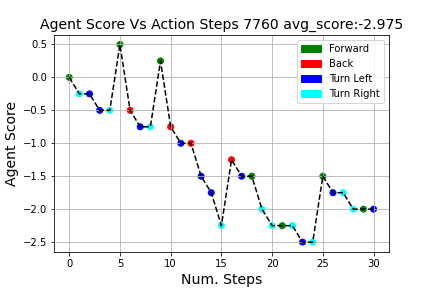 Agent Score Vs Action Steps 7760 avg_score:-2.975
Forward
Back
Turn Left
Turn Right
Agent Score
0.5
0.0
−0.5
−1.0
−1.5
−2.0
−2.5
0 5 10 15 20 25 30
Num. Steps